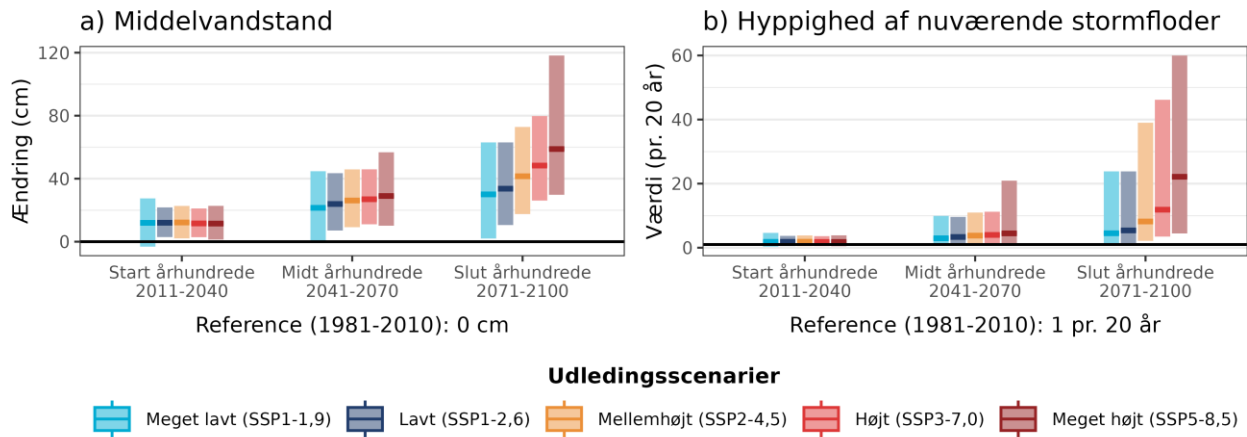 a) Middelvandstand
Ændring (cm)
120
80
40
0
Start århundrede
2011-2040
Midt århundrede
2041-2070
Slut århundrede
2071-2100
Reference (1981-2010): 0 cm
b) Hyppighed af nuværende stormfloder
Værdi (pr. 20 år)
60
40
20
0
Start århundrede
2011-2040
Midt århundrede
2041-2070
Slut århundrede
2071-2100
Reference (1981-2010): 1 pr. 20 år
Udledingsscenarier
Meget lavt (SSP1-1,9)
Lavt (SSP1-2,6)
Mellemhøjt (SSP2-4,5)
Højt (SSP3-7,0)
Meget højt (SSP5-8,5)